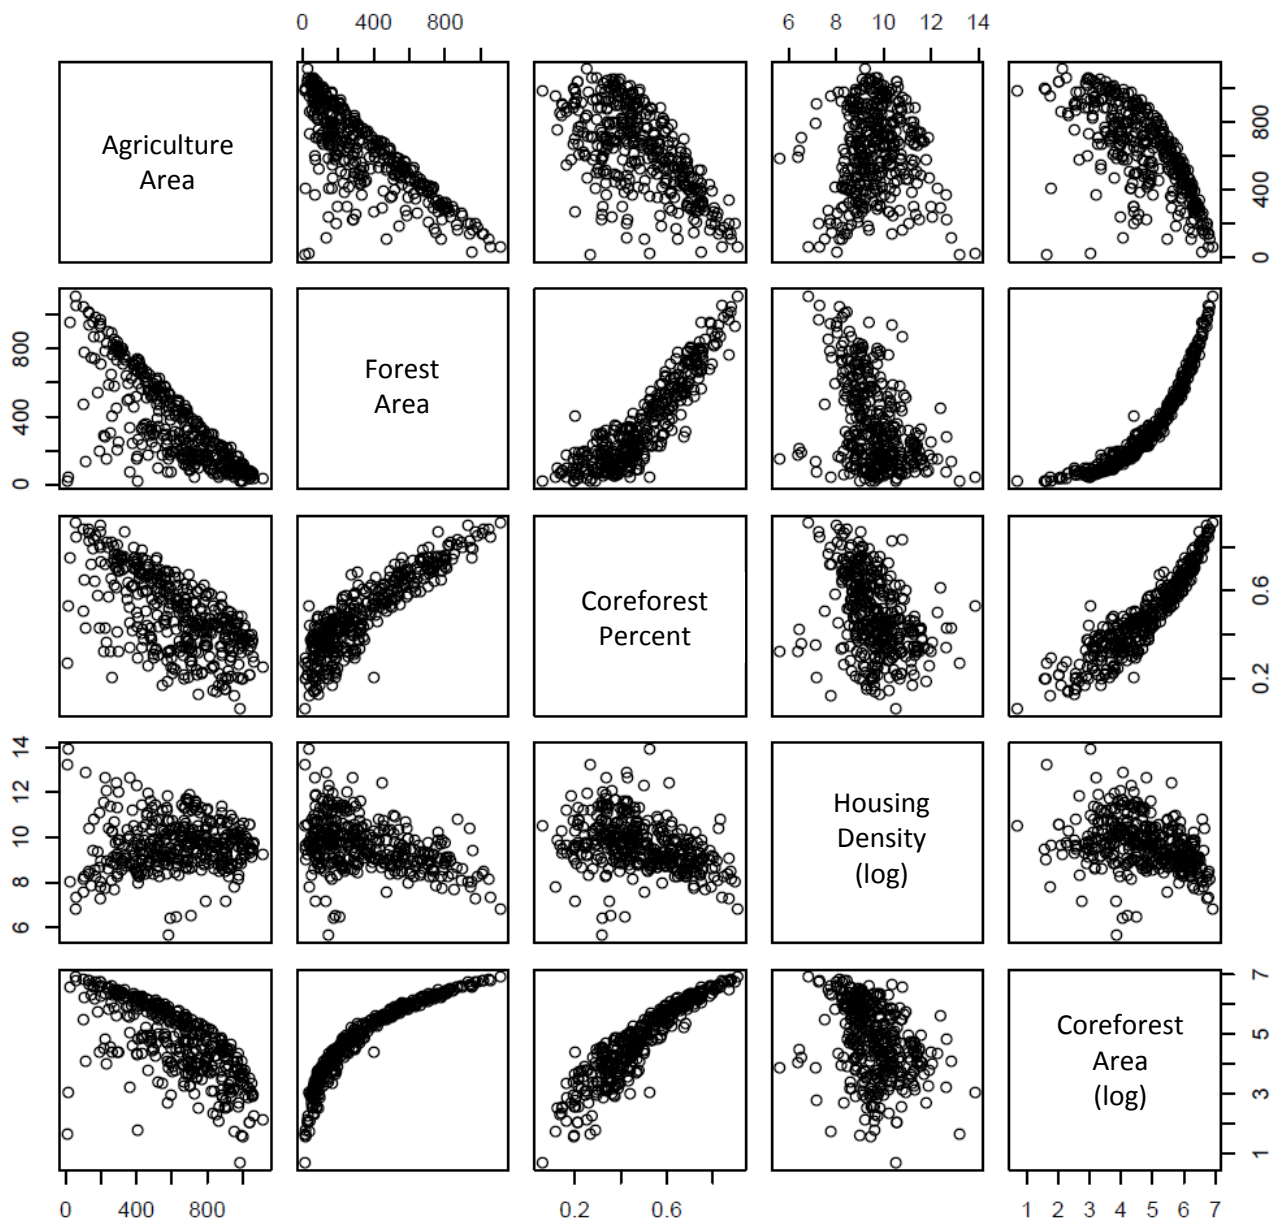 0 400 800
6 8 10 12 14
Agriculture
Area
0 400 800
0 400 800
Forest
Area
Coreforest
Percent
0.2 0.6
6 8 10 12 14
Housing
Density
(log)
Coreforest
Area
(log)
1 3 5 7
0 400 800
0.2 0.6
1 2 3 4 5 6 7